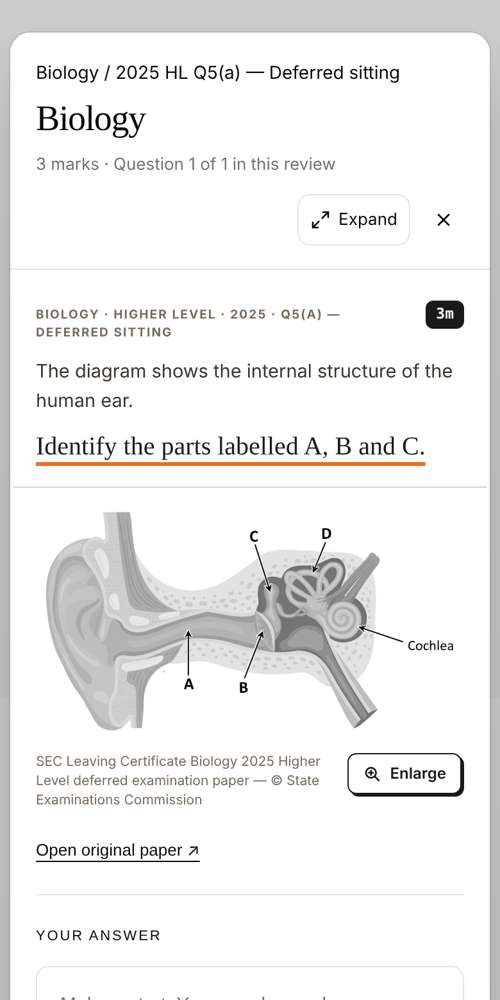 Biology / 2025 HL Q5(a) — Deferred sitting
Biology
3 marks · Question 1 of 1 in this review
Expand
BIOLOGY · HIGHER LEVEL · 2025 · Q5(A) —
DEFERRED SITTING
3m
The diagram shows the internal structure of the
human ear.
Identify the parts labelled A, B and C.
C
D
Cochlea
A
B
SEC Leaving Certificate Biology 2025 Higher
Level deferred examination paper — © State
Examinations Commission
Enlarge
Open original paper ↗
YOUR ANSWER